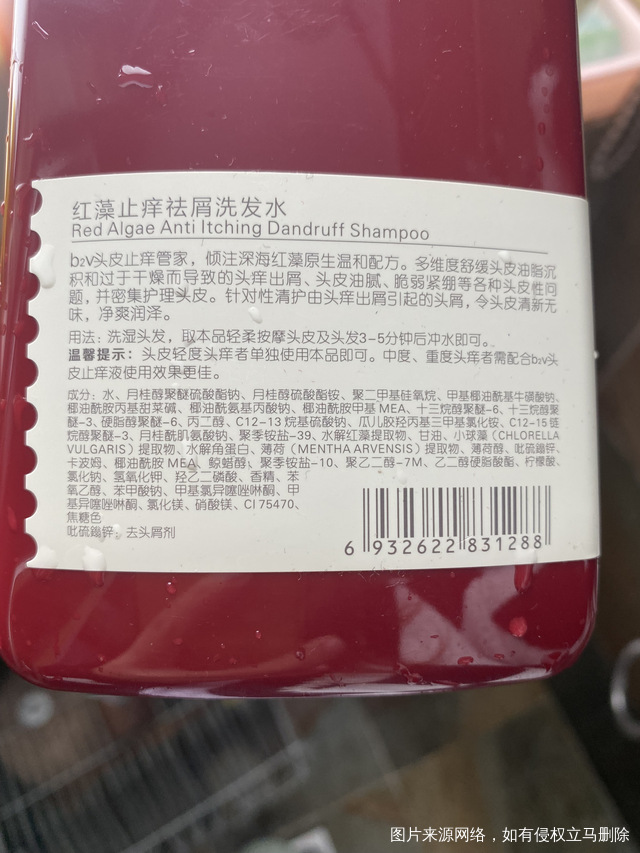 红藻止痒祛屑洗发水
Red Algae Anti Itching Dandruff Shampoo
b2v头皮止痒管家，倾注深海红藻原生温和配方。多维度舒缓头皮油脂沉
积和过于干燥而导致的头痒出屑、头皮油腻、脆弱紧绷等各种头皮性问
题，并密集护理头皮。针对性清护由头痒出屑引起的头屑，令头皮清新无
味，净爽润泽。
用法：洗湿头发，取本品轻柔按摩头皮及头发3-5分钟后冲水即可。
温馨提示：头皮轻度头痒者单独使用本品即可。中度、重度头痒者需配合b2v头
皮止痒液使用效果更佳。
成分：水、月桂醇聚醚硫酸酯钠、月桂醇硫酸酯铵、聚二甲基硅氧烷、甲基椰油酰基牛磺酸钠、
椰油酰胺丙基甜菜碱、椰油酰氨基丙酸钠、椰油酰胺甲基 MEA、十三烷醇聚醚-6、十三烷醇聚
醚-3、硬脂醇聚醚-6、丙二醇、C12-13 烷基硫酸钠、瓜儿胶羟丙基三甲基氯化铵、C12-15链
烷醇聚醚-3、月桂酰肌氨酸钠、聚季铵盐-39、水解红藻提取物、甘油、小球藻（CHLORELLA
VULGARIS）提取物、水解角蛋白、薄荷（MENTHA ARVENSIS）提取物、薄荷醇、吡硫鎓锌、
卡波姆、椰油酰胺 MEA、鲸蜡醇、聚季铵盐-10、聚乙二醇-7M、乙二醇硬脂酸酯、柠檬酸、
氯化钠、氢氧化钾、羟乙二磷酸、香精、苯
氧乙醇、苯甲酸钠、甲基氯异噻唑啉酮、甲
基异噻唑啉酮、氯化镁、硝酸镁、CI 75470、
焦糖色
吡硫鎓锌：去头屑剂
6 932622 831288
图片来源网络，如有侵权立马删除